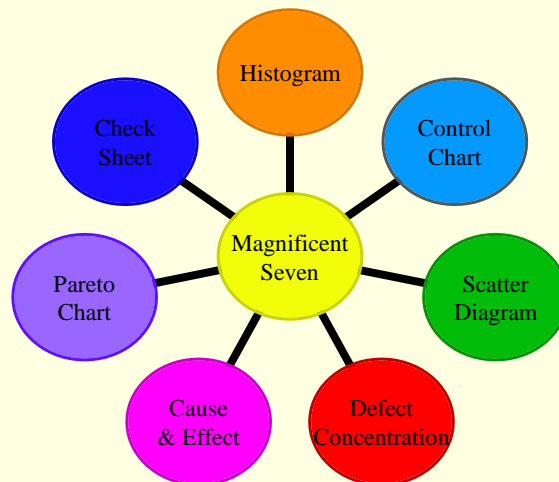 Histogram
Check
Sheet
Control
Chart
Magnificent
Seven
Pareto
Chart
Scatter
Diagram
Cause
& Effect
Defect
Concentration